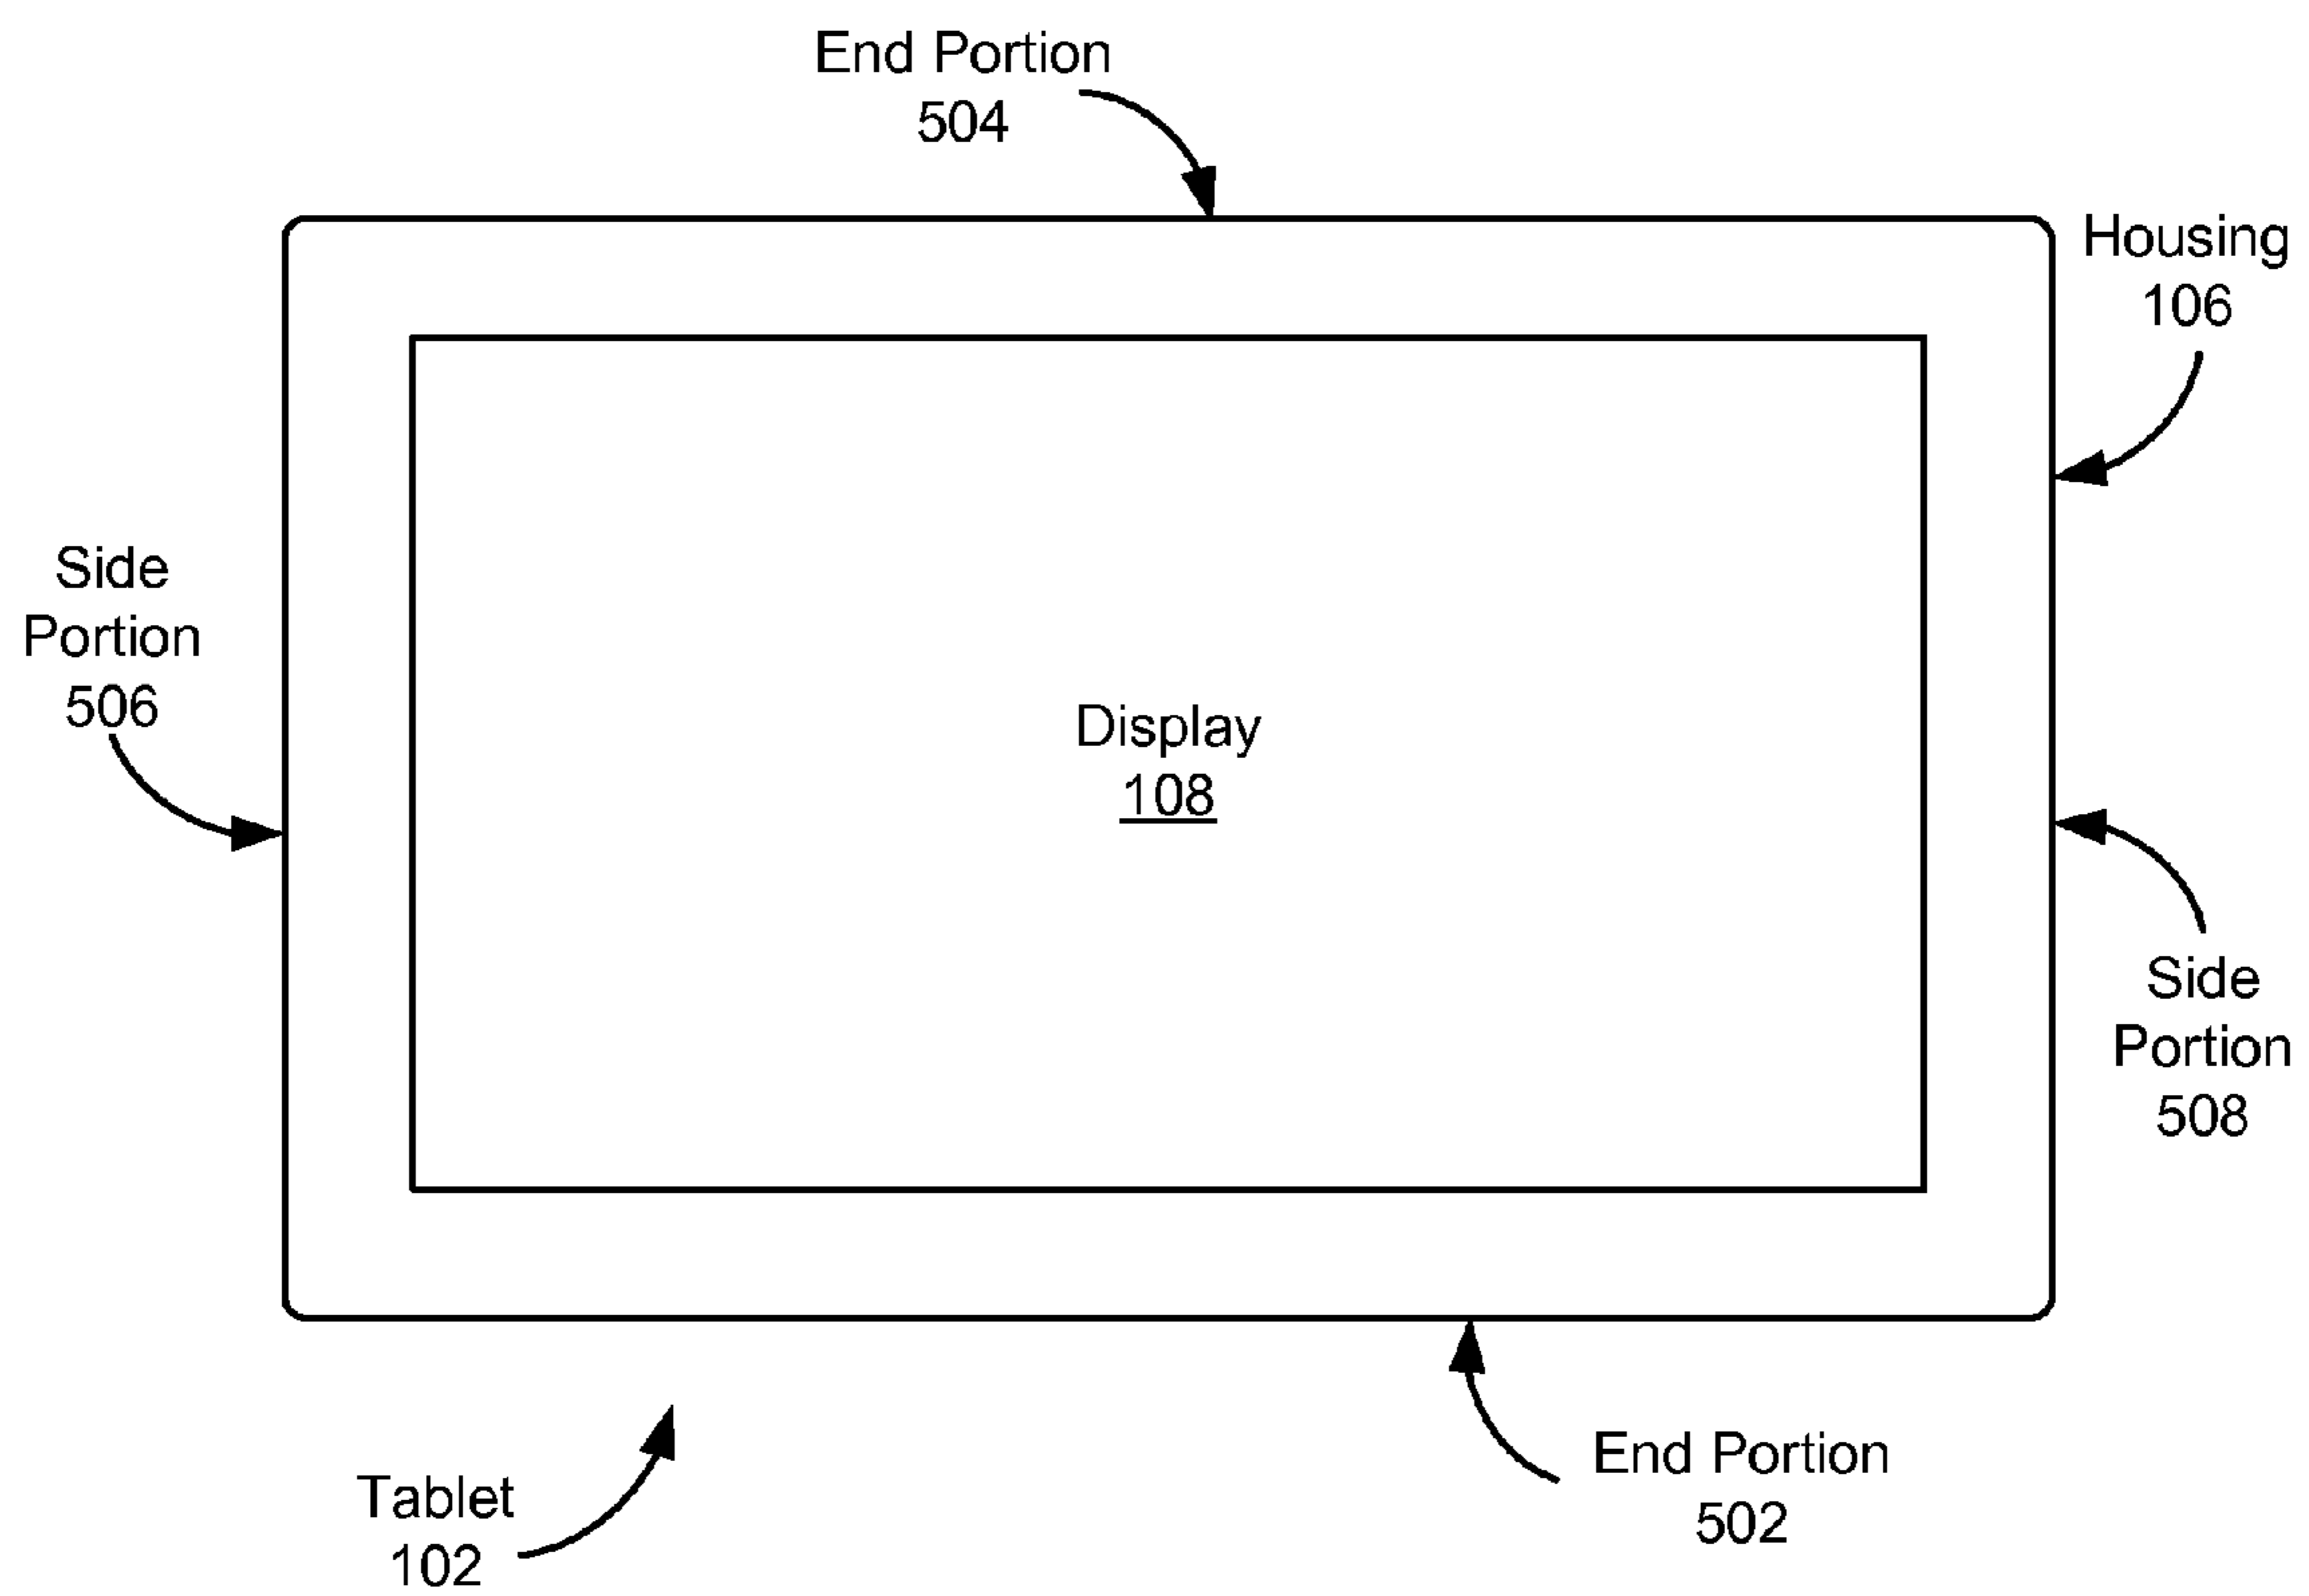 End Portion
504
Housing
106
Side
Portion
506
Display
108
Side
Portion
508
End Portion
502
Tablet
102